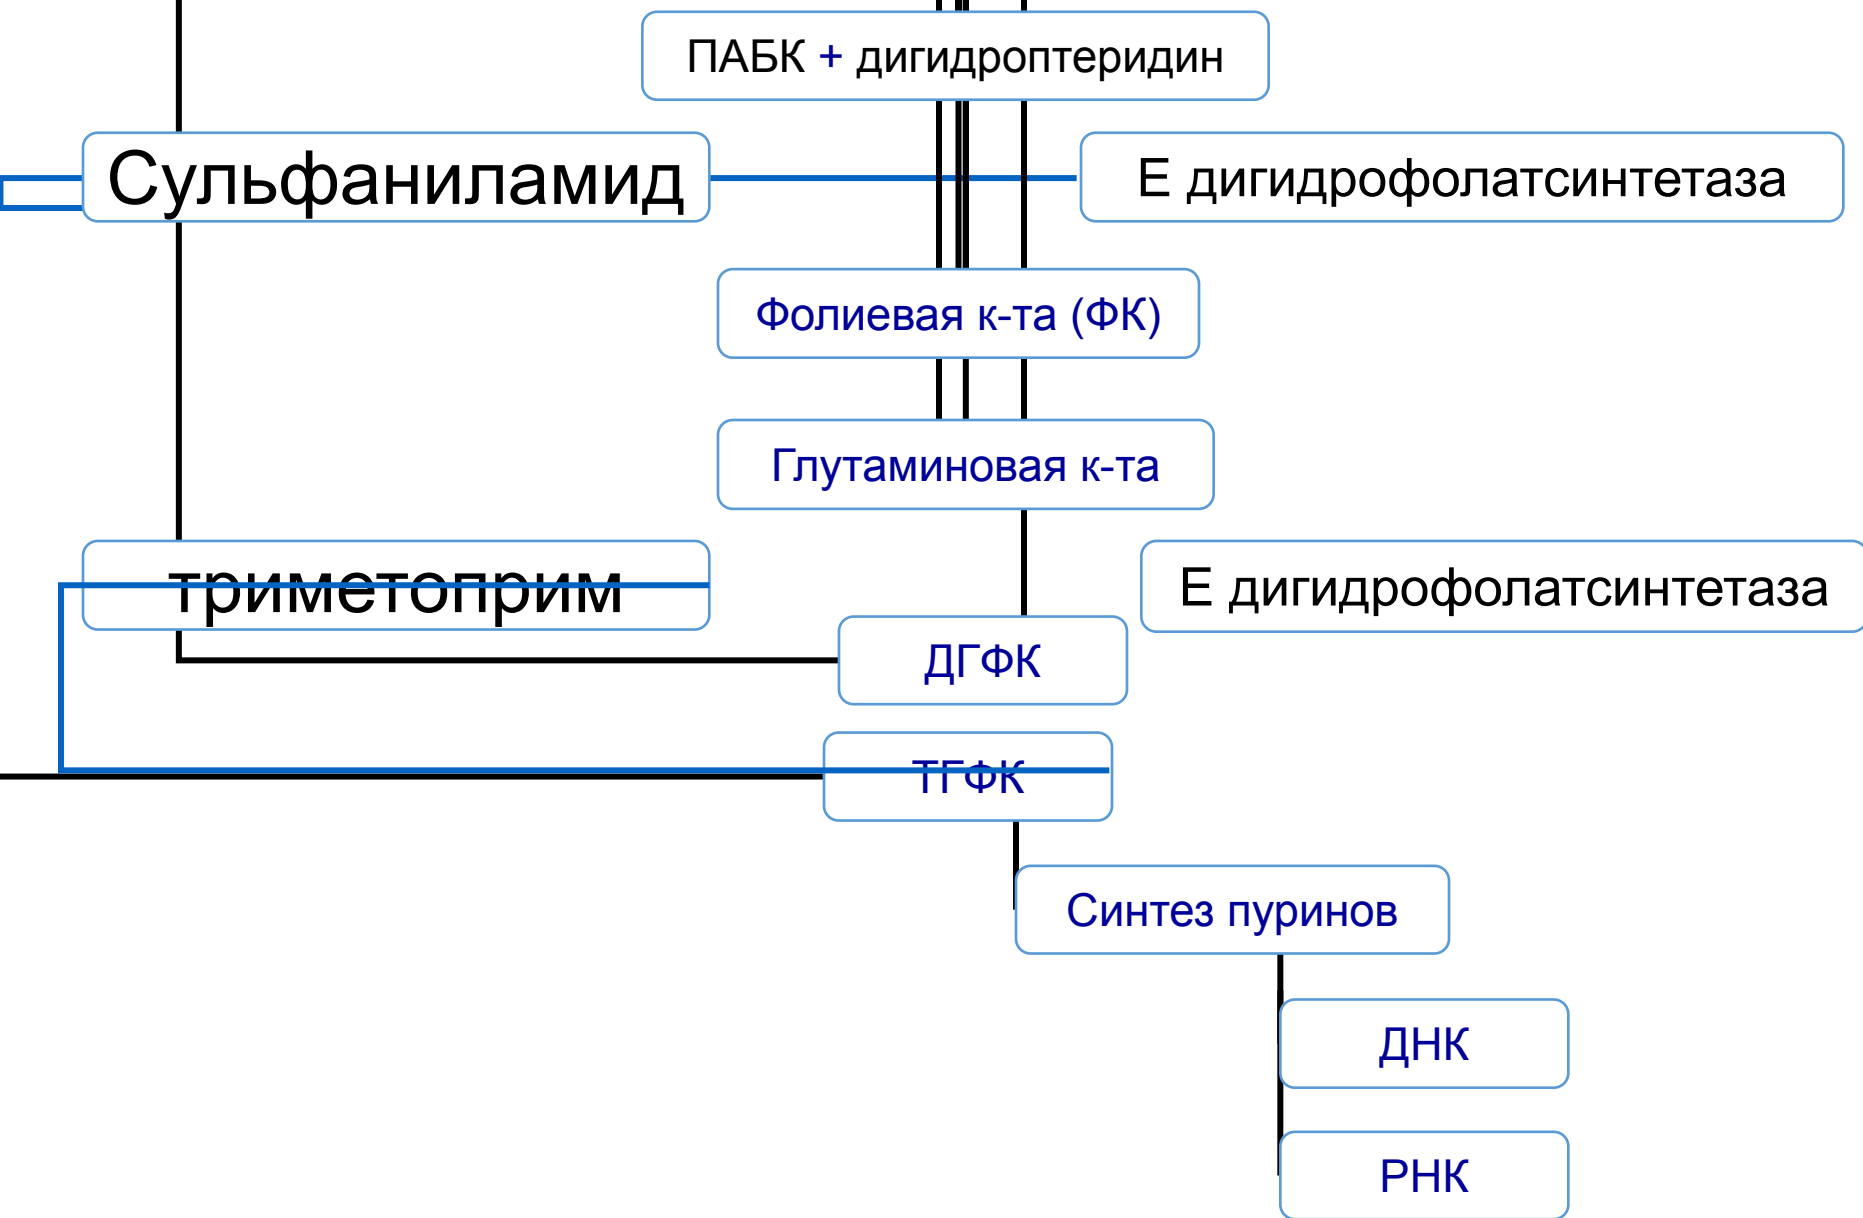 ПАБК + дигидроптеридин
Сульфаниламид
Е дигидрофолатсинтетаза
Фолиевая к-та (ФК)
Глутаминовая к-та
триметоприм
Е дигидрофолатсинтетаза
ДГФК
ТГФК
Синтез пуринов
ДНК
РНК